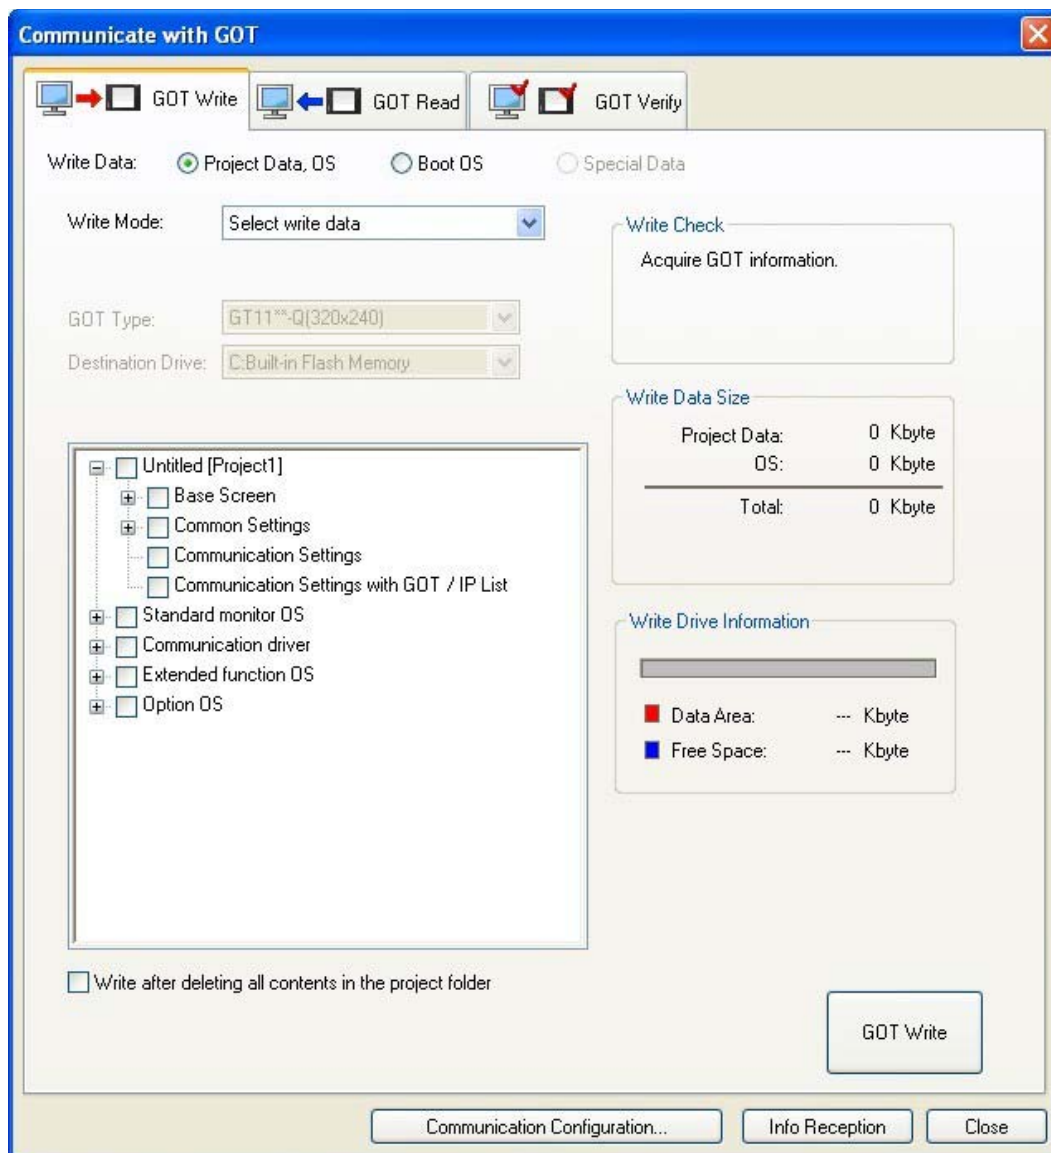 Communicate with GOT
GOT Write
GOT Read
GOT Verify
Write Data:
Project Data, OS
Boot OS
Special Data
Write Mode:
Select write data
GOT Type:
GT11**-Q(320x240)
Destination Drive:
C:Built-in Flash Memory
Write Check
Acquire GOT information.
Write Data Size
Project Data: 0 Kbyte
OS: 0 Kbyte
Total: 0 Kbyte
Untitled [Project1]
Base Screen
Common Settings
Communication Settings
Communication Settings with GOT / IP List
Standard monitor OS
Communication driver
Extended function OS
Option OS
Write Drive Information
Data Area: --- Kbyte
Free Space: --- Kbyte
Write after deleting all contents in the project folder
GOT Write
Communication Configuration...
Info Reception
Close